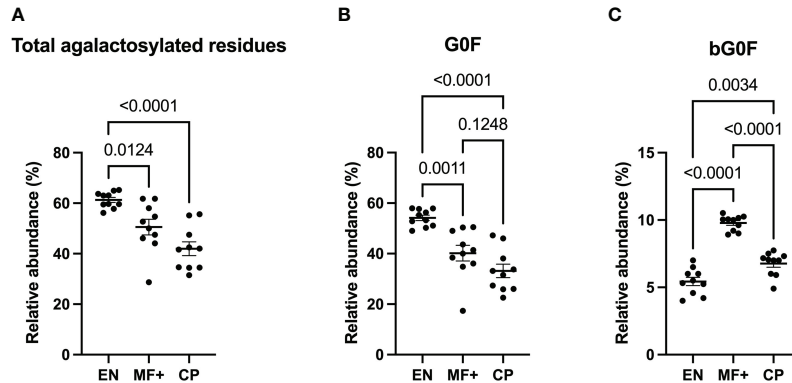 A
Total agalactosylated residues
<0.0001
0.0124
Relative abundance (%)
80
60
40
20
0
EN MF+ CP
B
G0F
<0.0001
0.1248
0.0011
Relative abundance (%)
80
60
40
20
0
EN MF+ CP
C
bG0F
0.0034
<0.0001
<0.0001
Relative abundance (%)
15
10
5
0
EN MF+ CP